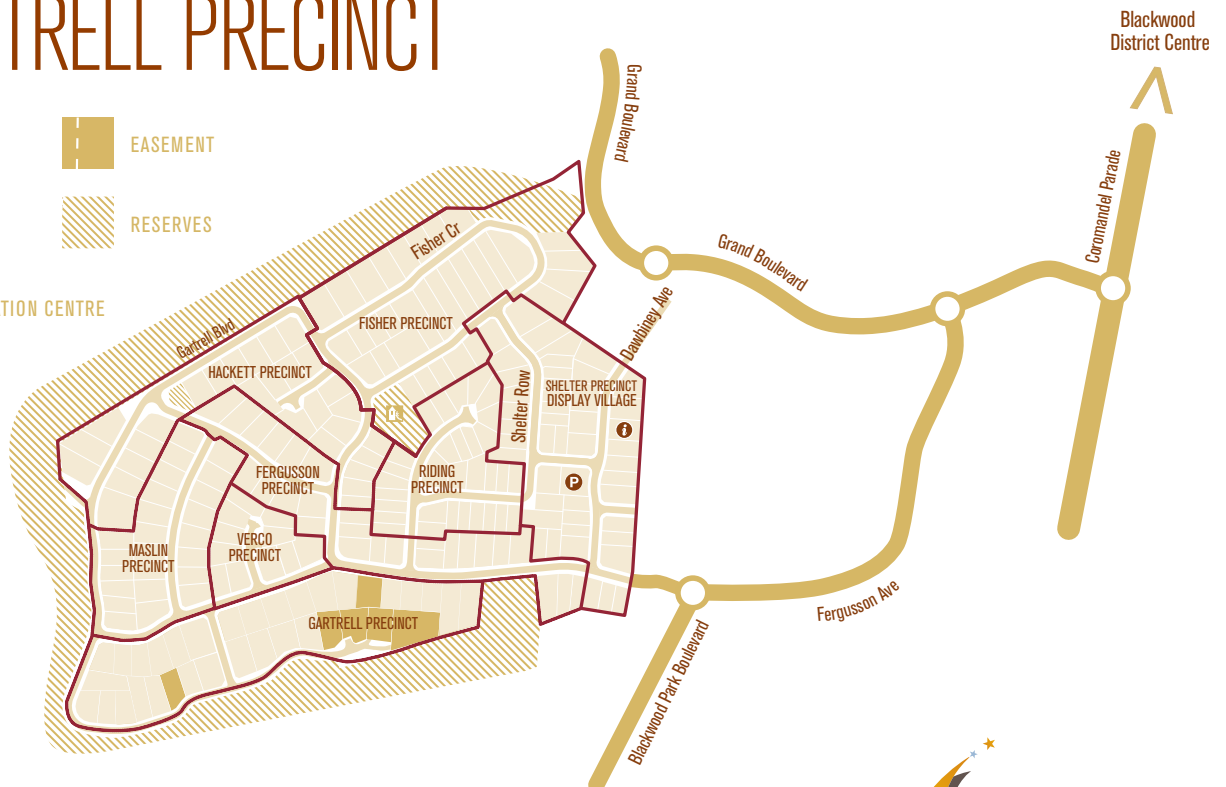 TRELL PRECINCT
Blackwood
District Centre
EASEMENT
RESERVES
TION CENTRE
Grand Boulevard
Grand Boulevard
Coromandel Parade
Dawbiney Ave
Fisher Cr
FISHER PRECINCT
Gartrell Blvd
HACKETT PRECINCT
Shelter Row
SHELTER PRECINCT
DISPLAY VILLAGE
i
P
FERGUSSON
PRECINCT
RIDING
PRECINCT
VERCO
PRECINCT
MASLIN
PRECINCT
GARTRELL PRECINCT
Fergusson Ave
Blackwood Park Boulevard